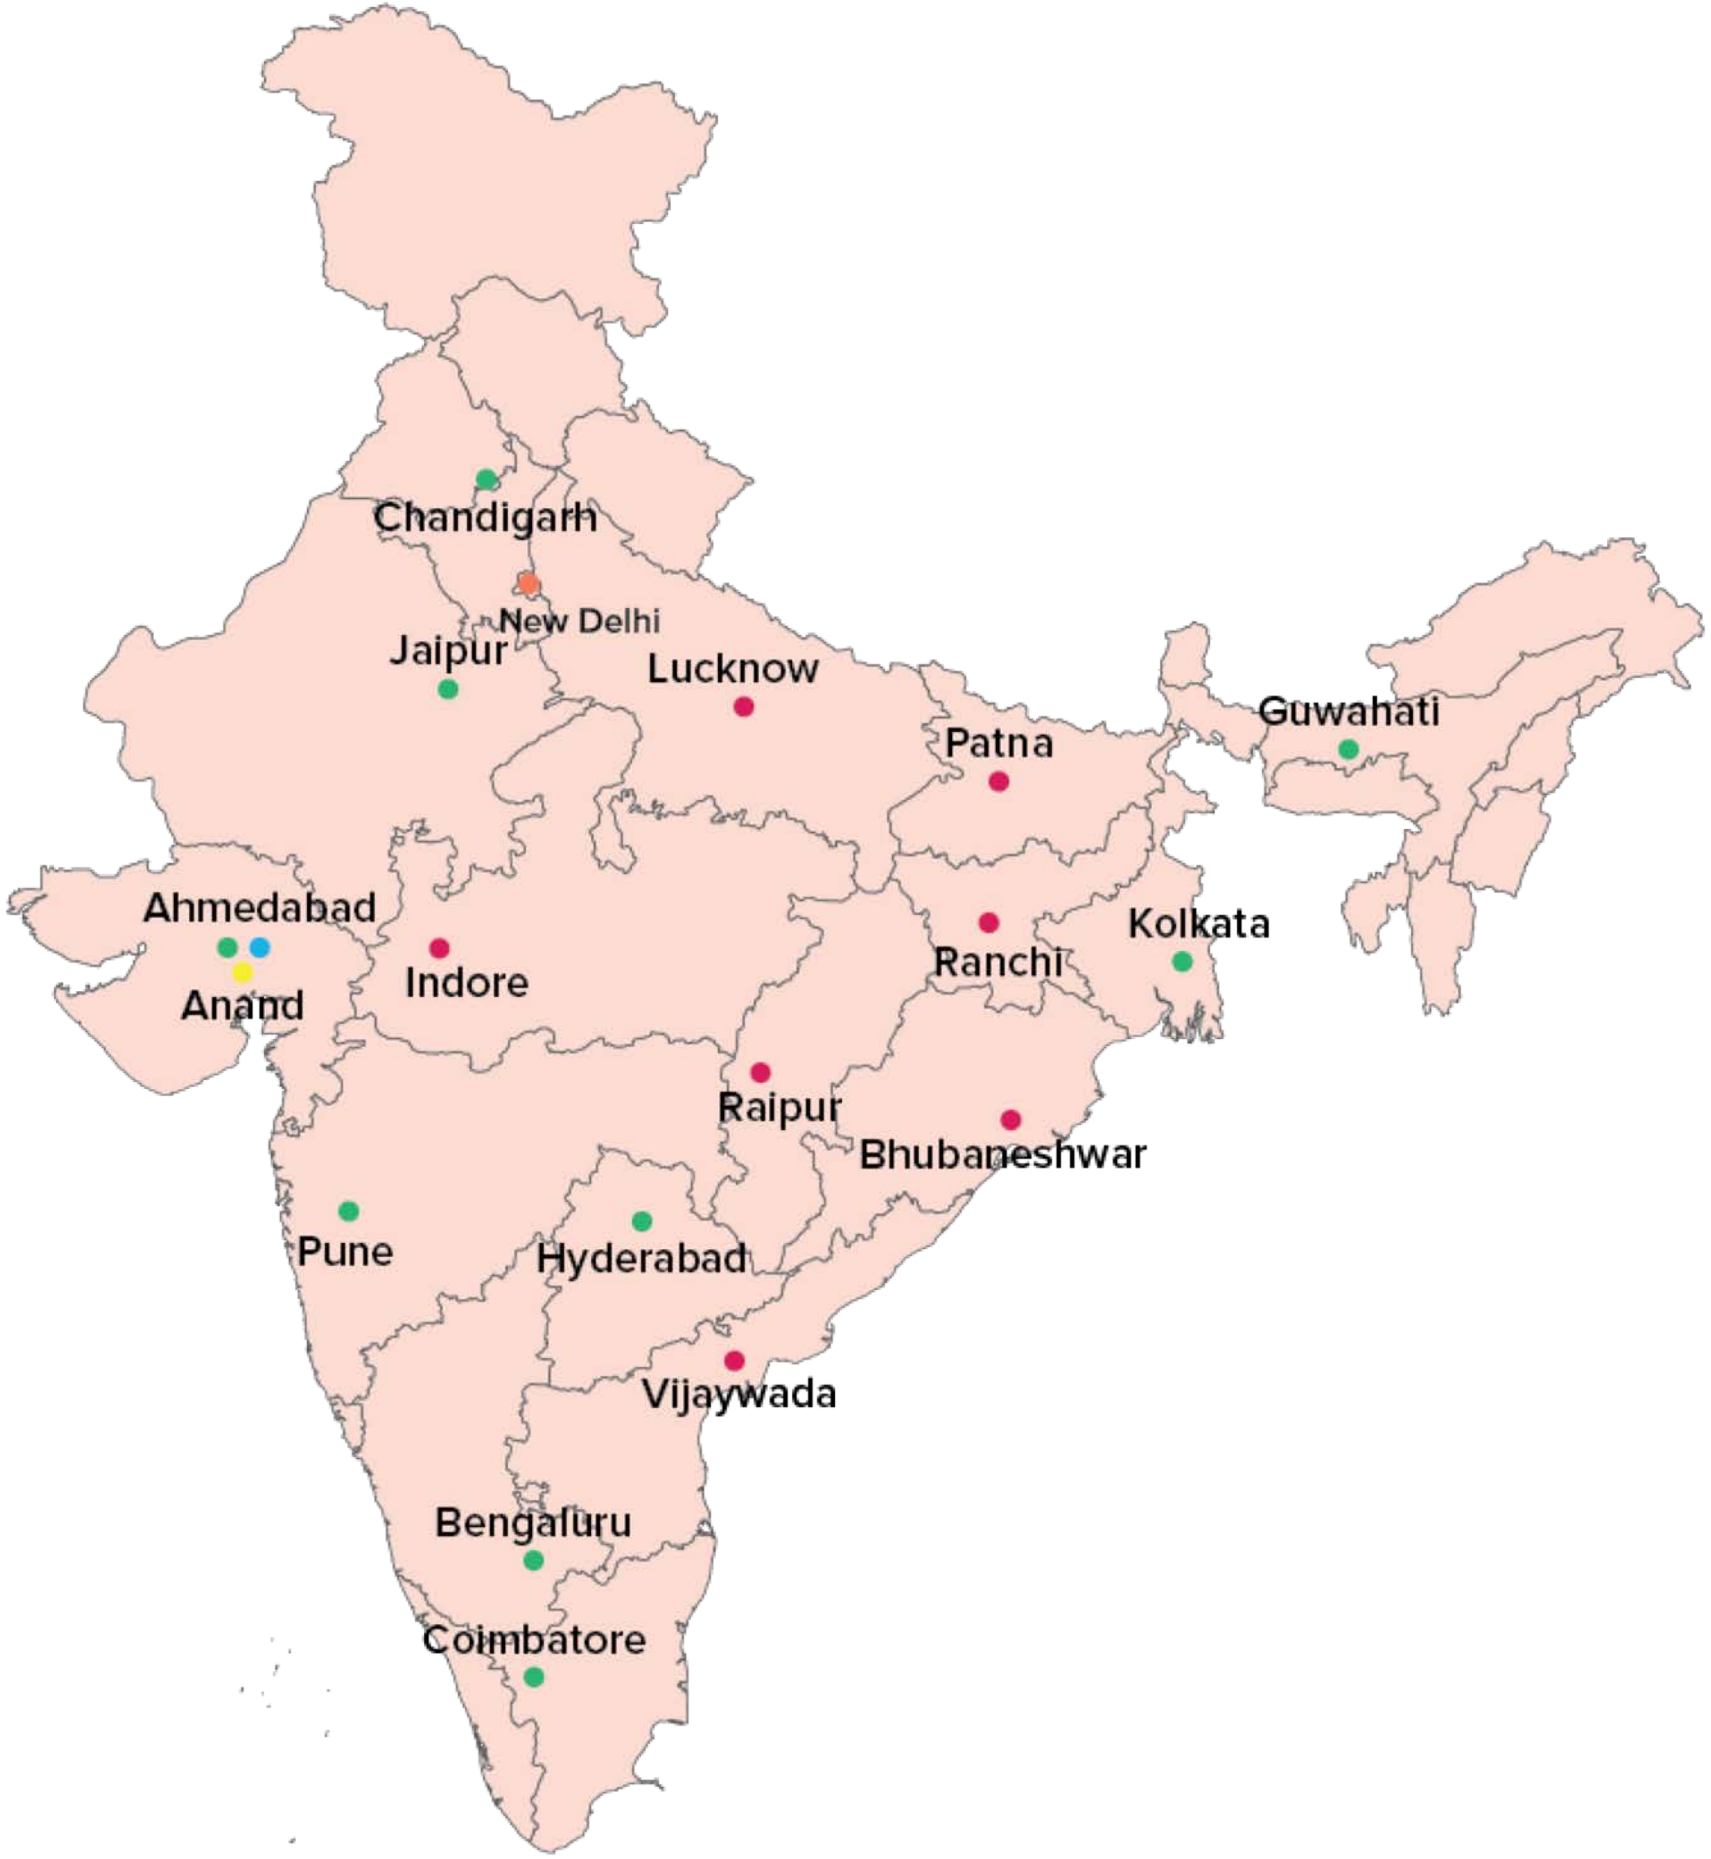 Chandigarh
New Delhi
Jaipur
Lucknow
Guwahati
Patna
Ahmedabad
Kolkata
Ranchi
Indore
Anand
Raipur
Bhubaneshwar
Pune
Hyderabad
Vijaywada
Bengaluru
Coimbatore